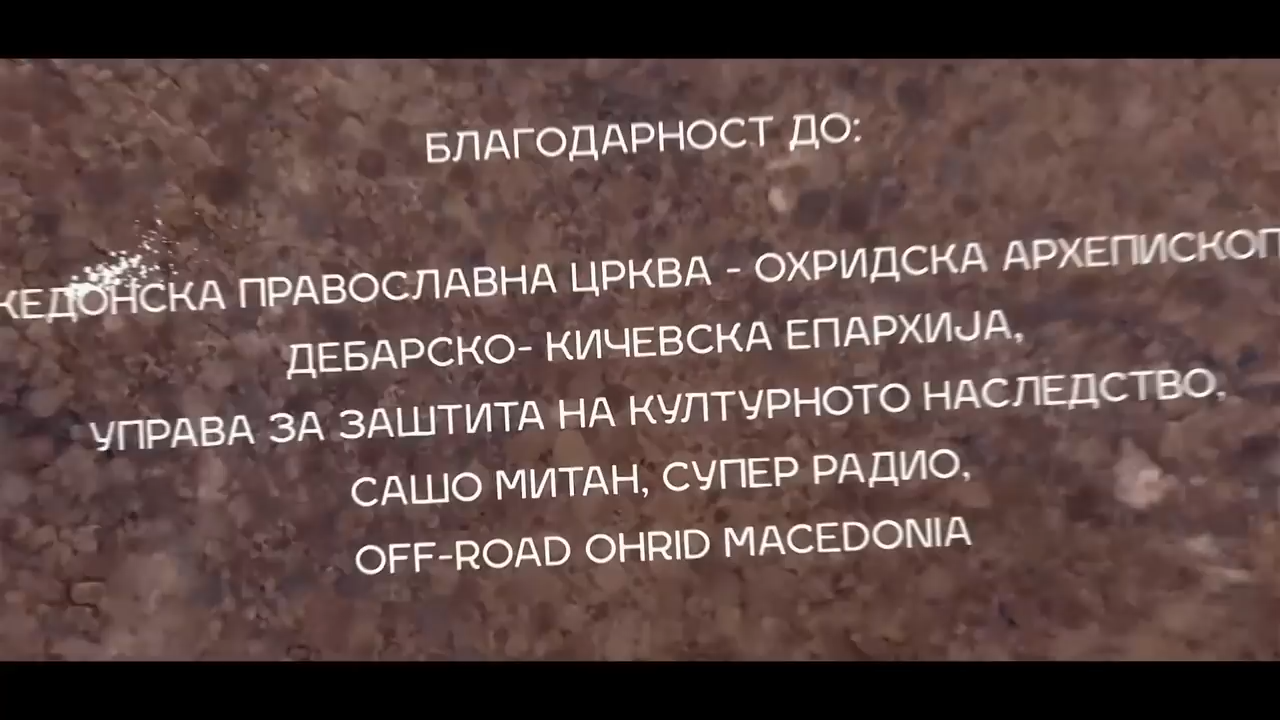 БЛАГОДАРНОСТ ДО:
КЕДОНСКА ПРАВОСЛАВНА ЦРКВА - ОХРИДСКА АРХЕПИСКОП
ДЕБАРСКО- КИЧЕВСКА ЕПАРХИЈА,
УПРАВА ЗА ЗАШТИТА НА КУЛТУРНОТО НАСЛЕДСТВО,
САШО МИТАН, СУПЕР РАДИО,
OFF-ROAD OHRID MACEDONIA